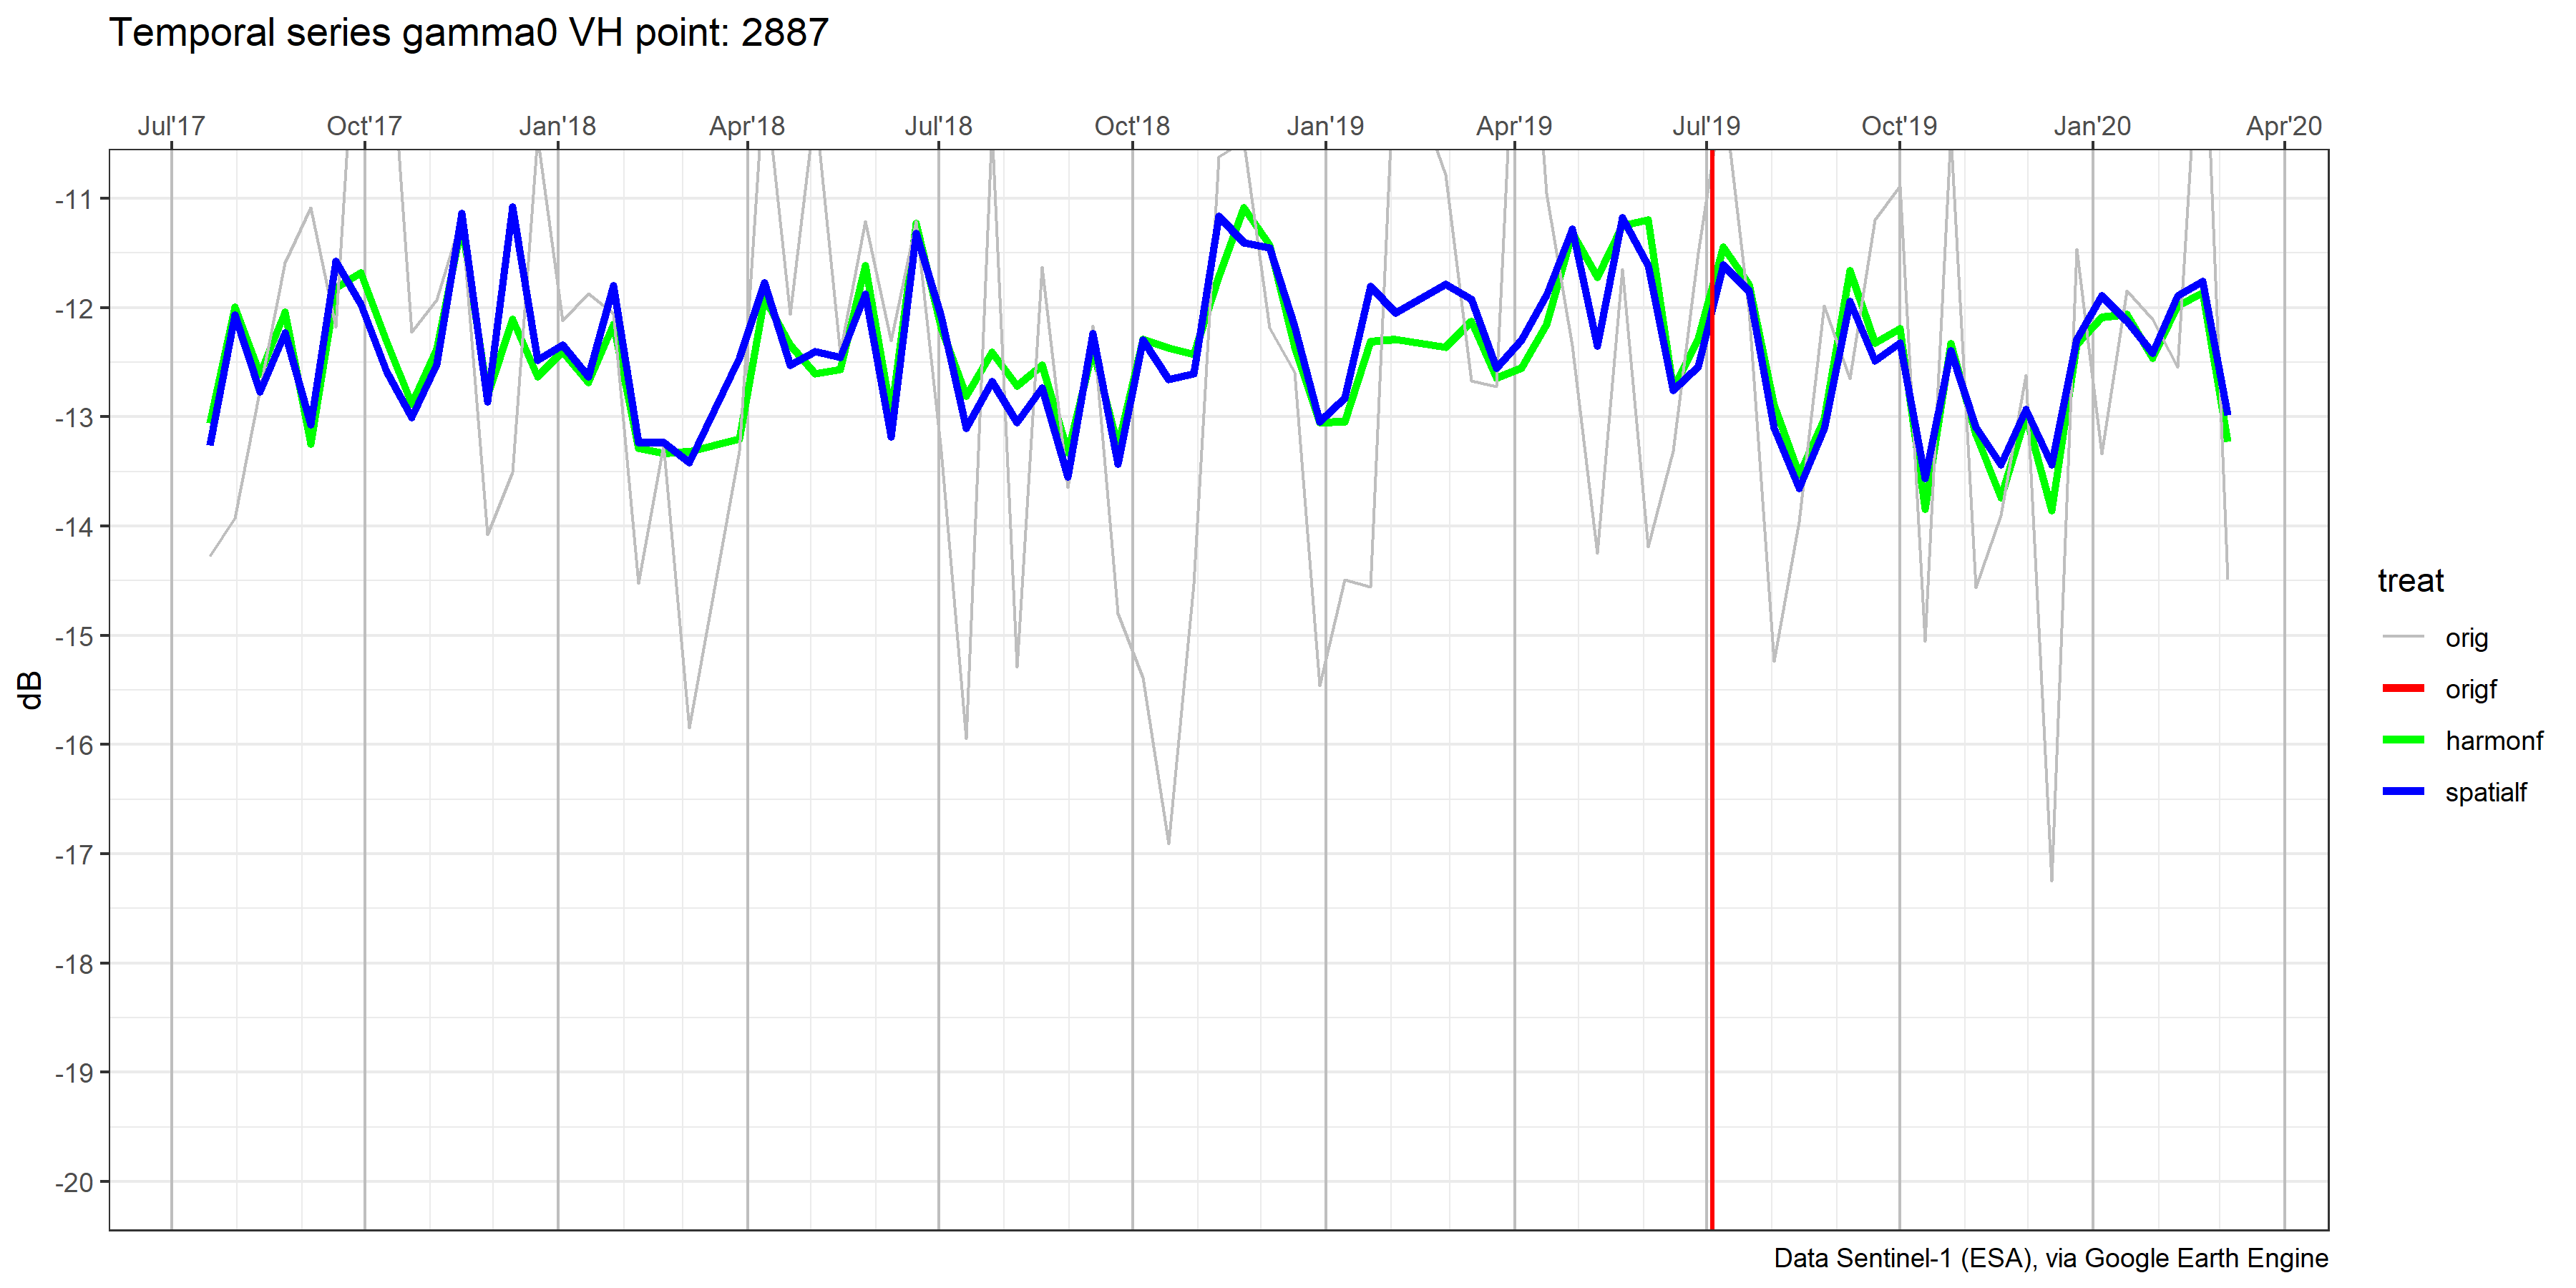 Temporal series gamma0 VH point: 2887
Jul'17 Oct'17 Jan'18 Apr'18 Jul'18 Oct'18 Jan'19 Apr'19 Jul'19 Oct'19 Jan'20 Apr'20
-11
-12
-13
-14
-15
-16
-17
-18
-19
-20
dB
treat
orig
origf
harmonf
spatialf
Data Sentinel-1 (ESA), via Google Earth Engine